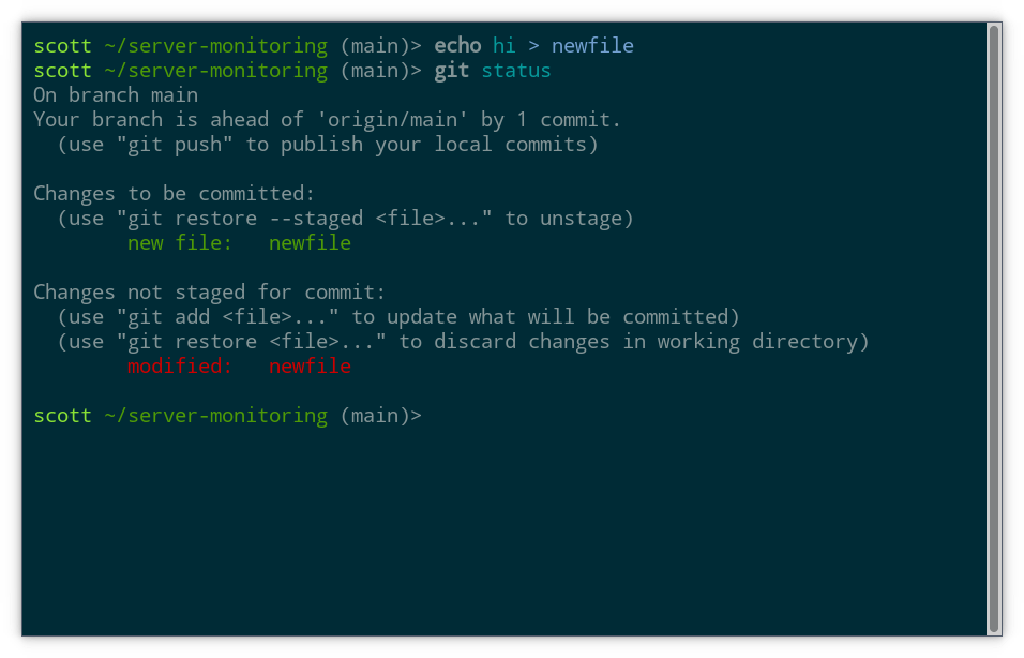 scott ~/server-monitoring (main)> echo hi > newfile
scott ~/server-monitoring (main)> git status
On branch main
Your branch is ahead of 'origin/main' by 1 commit.
  (use "git push" to publish your local commits)

Changes to be committed:
  (use "git restore --staged <file>..." to unstage)
        new file:   newfile

Changes not staged for commit:
  (use "git add <file>..." to update what will be committed)
  (use "git restore <file>..." to discard changes in working directory)
        modified:   newfile

scott ~/server-monitoring (main)>